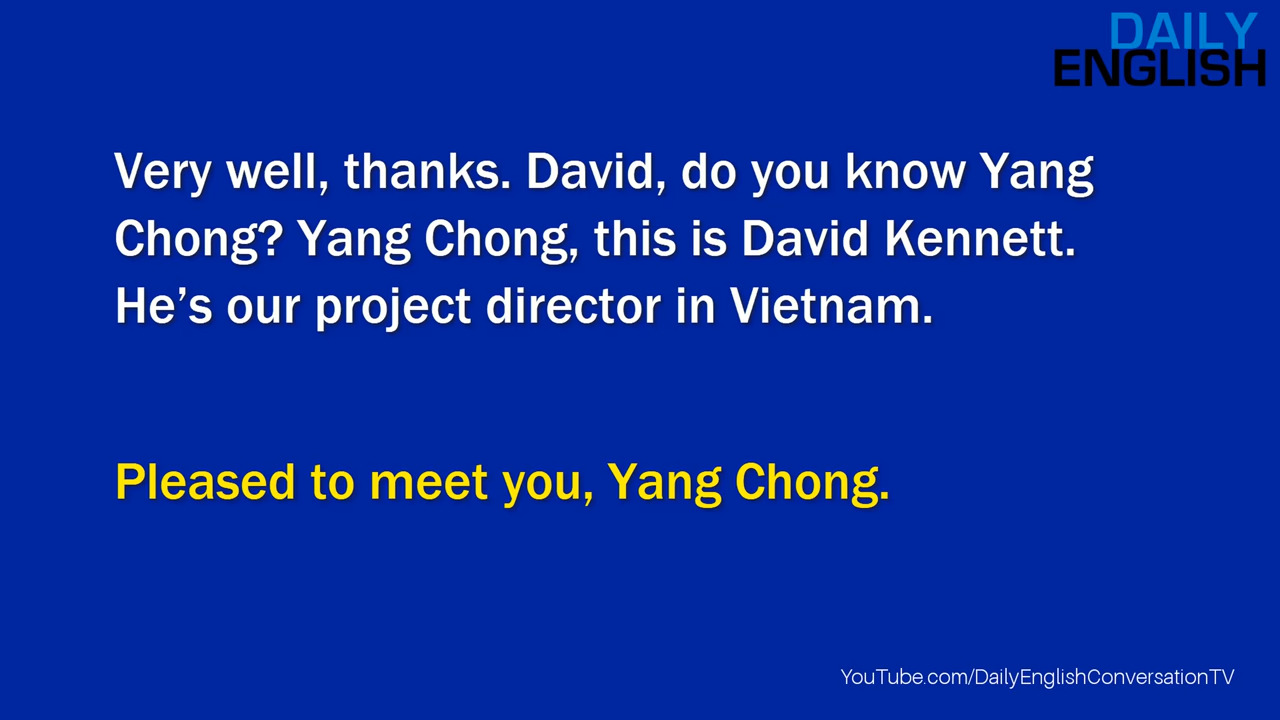 DAILY
ENGLISH
Very well, thanks. David, do you know Yang
Chong? Yang Chong, this is David Kennett.
He’s our project director in Vietnam.
Pleased to meet you, Yang Chong.
YouTube.com/DailyEnglishConversationTV